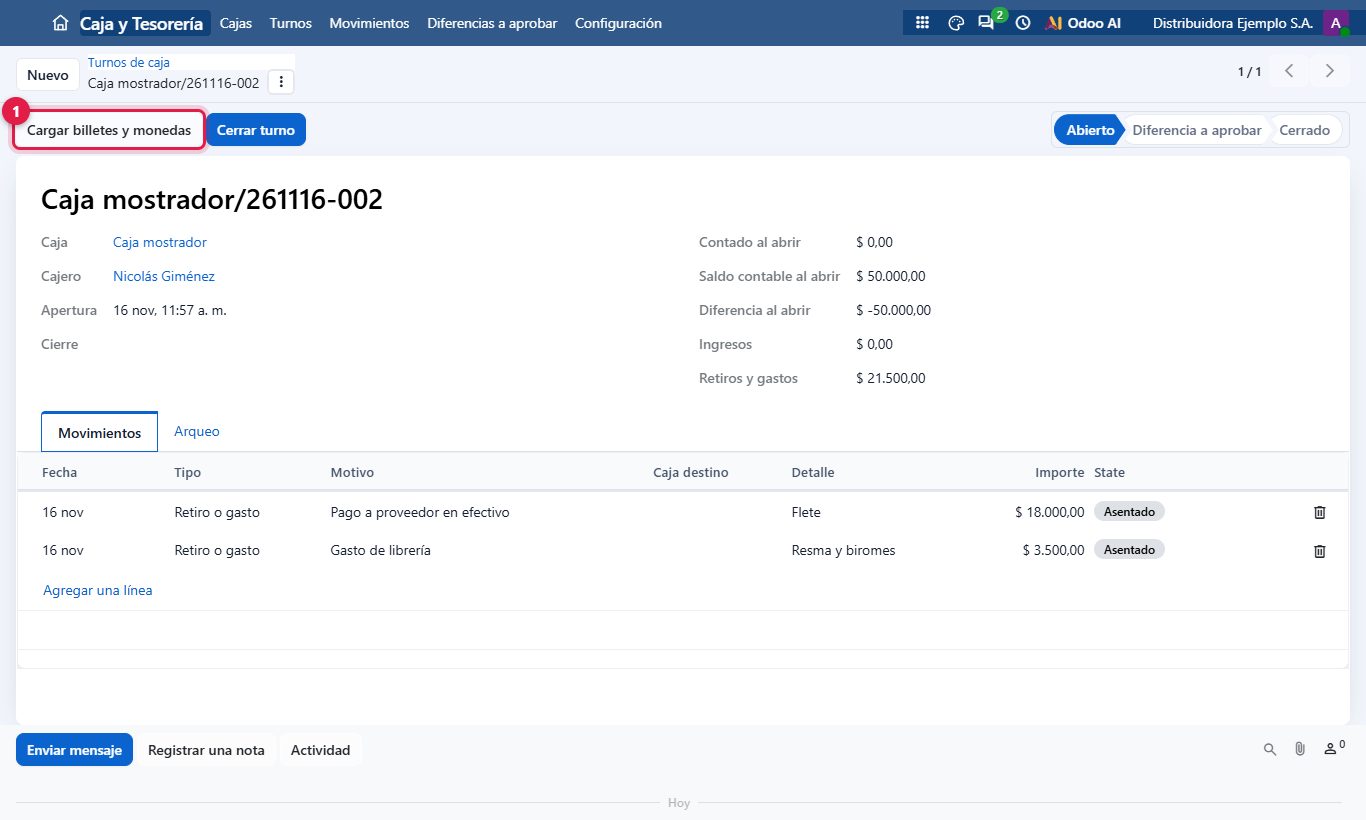 Caja y Tesorería Cajas Turnos Movimientos Diferencias a aprobar Configuración 2 AI Odoo AI Distribuidora Ejemplo S.A. A
Nuevo
Turnos de caja
Caja mostrador/261116-002
1 / 1
1
Cargar billetes y monedas Cerrar turno Abierto Diferencia a aprobar Cerrado
Caja mostrador/261116-002
Caja Caja mostrador Contado al abrir $ 0,00
Cajero Nicolás Giménez Saldo contable al abrir $ 50.000,00
Apertura 16 nov, 11:57 a. m. Diferencia al abrir $ -50.000,00
Cierre Ingresos $ 0,00
Retiros y gastos $ 21.500,00
Movimientos Arqueo
Fecha Tipo Motivo Caja destino Detalle Importe State
16 nov Retiro o gasto Pago a proveedor en efectivo Flete $ 18.000,00 Asentado
16 nov Retiro o gasto Gasto de librería Resma y biromes $ 3.500,00 Asentado
Agregar una línea
Enviar mensaje Registrar una nota Actividad 0
Hoy